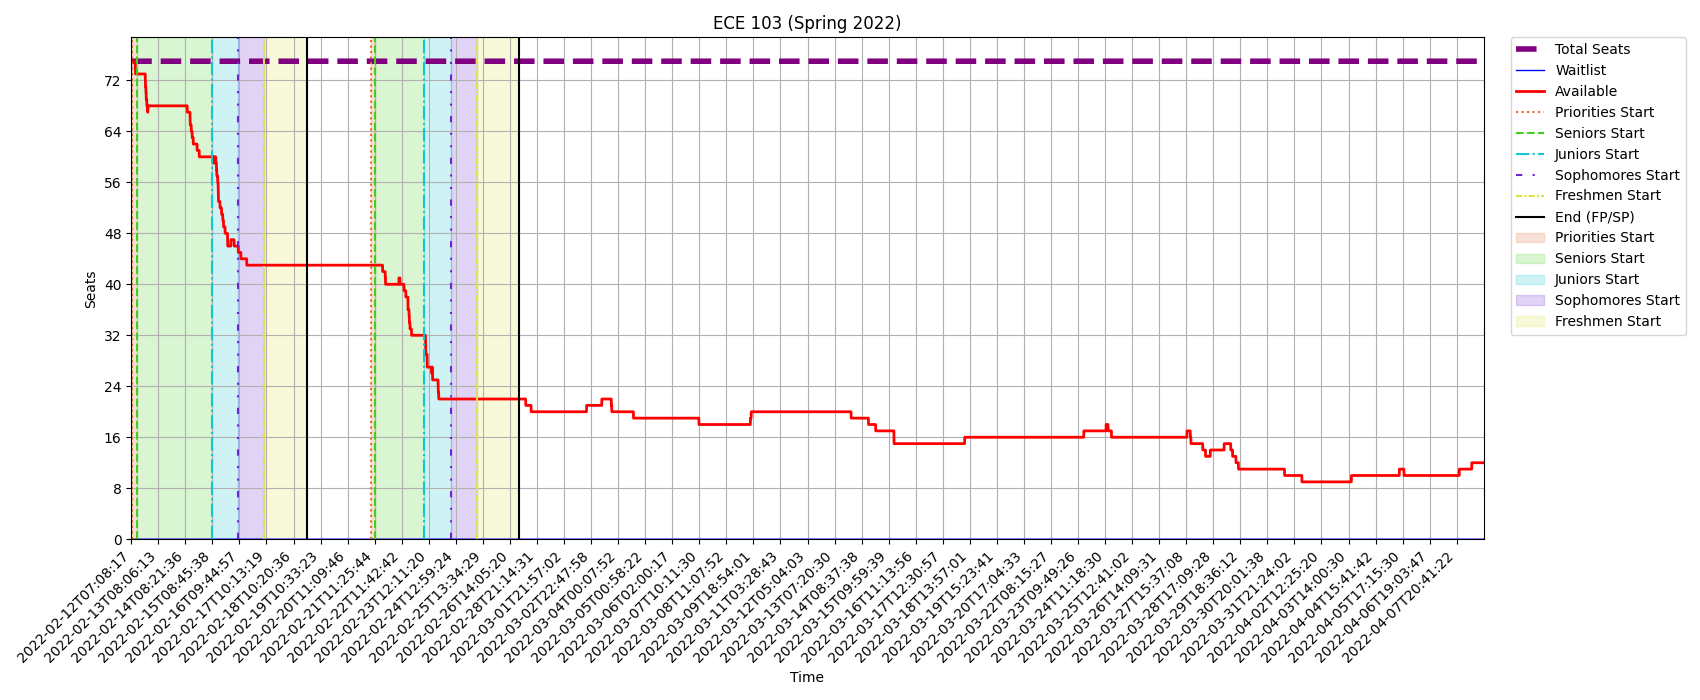 ECE 103 (Spring 2022)
Seats
72
64
56
48
40
32
24
16
8
0
2022-02-12T07:08:17
2022-02-13T08:06:13
2022-02-14T08:21:36
2022-02-15T08:45:38
2022-02-16T09:44:57
2022-02-17T10:13:19
2022-02-18T10:20:36
2022-02-19T10:33:23
2022-02-20T11:09:46
2022-02-21T11:25:44
2022-02-22T11:42:42
2022-02-23T12:11:20
2022-02-24T12:59:24
2022-02-25T13:34:29
2022-02-26T14:05:20
2022-02-28T21:14:31
2022-03-01T21:57:02
2022-03-02T22:47:58
2022-03-04T00:07:52
2022-03-05T00:58:22
2022-03-06T02:00:17
2022-03-07T10:11:30
2022-03-08T11:07:52
2022-03-09T18:54:01
2022-03-11T03:28:43
2022-03-12T05:04:03
2022-03-13T07:20:30
2022-03-14T08:37:38
2022-03-15T09:59:39
2022-03-16T11:13:56
2022-03-17T12:30:57
2022-03-18T13:57:01
2022-03-19T15:23:41
2022-03-20T17:04:33
2022-03-22T08:15:27
2022-03-23T09:49:26
2022-03-24T11:18:30
2022-03-25T12:41:02
2022-03-26T14:09:31
2022-03-27T15:37:08
2022-03-28T17:09:28
2022-03-29T18:36:12
2022-03-30T20:01:38
2022-03-31T21:24:02
2022-04-02T12:25:20
2022-04-03T14:00:30
2022-04-04T15:41:42
2022-04-05T17:15:30
2022-04-06T19:03:47
2022-04-07T20:41:22
Time
Total Seats
Waitlist
Available
Priorities Start
Seniors Start
Juniors Start
Sophomores Start
Freshmen Start
End (FP/SP)
Priorities Start
Seniors Start
Juniors Start
Sophomores Start
Freshmen Start